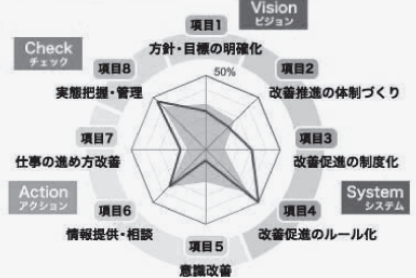 Vision
ビジョン
項目1
方針・目標の明確化
Check
チェック
項目8
実態把握・管理
50%
項目2
改善推進の体制づくり
項目7
仕事の進め方改善
項目3
改善促進の制度化
Action
アクション
項目6
情報提供・相談
System
システム
項目4
改善促進のルール化
項目5
意識改善